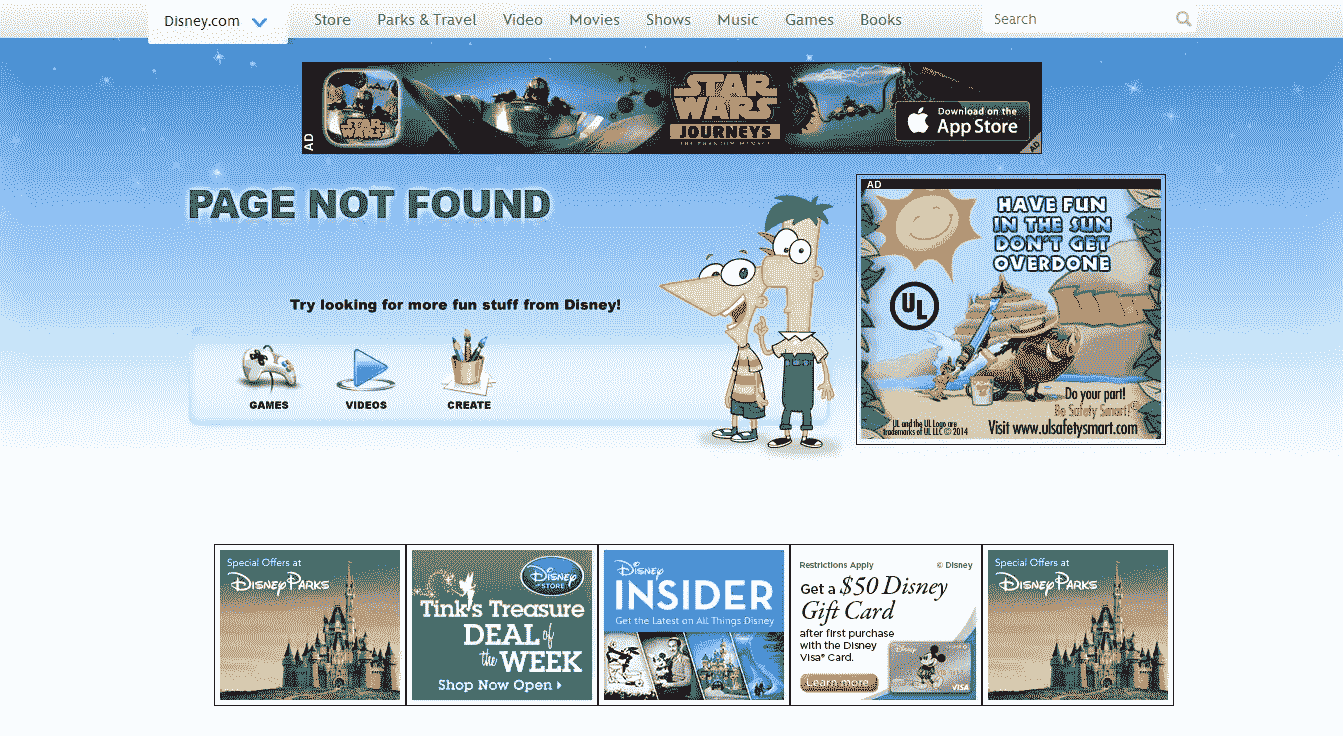 Disney.com
Store
Parks & Travel
Video
Movies
Shows
Music
Games
Books
Search
AD
STAR
WARS
STAR
WARS
JOURNEYS
THE PHANTOM MENACE
Download on the
App Store
AD
PAGE NOT FOUND
Try looking for more fun stuff from Disney!
GAMES
VIDEOS
CREATE
AD
HAVE FUN
IN THE SUN
DON'T GET
OVERDONE
UL
Do your part!
Be Safety Smart!®
UL and the UL Logo are
trademarks of UL LLC © 2014
Visit www.ulsafetysmart.com
Special Offers at
Disney PARKS
Disney
STORE
Tink's Treasure
DEAL of
the WEEK
Shop Now Open
Disney
INSIDER
Get the Latest on All Things Disney
Restrictions Apply
© Disney
Get a $50 Disney
Gift Card
after first purchase
with the Disney
Visa® Card.
Learn more
Disney
VISA
Special Offers at
Disney PARKS